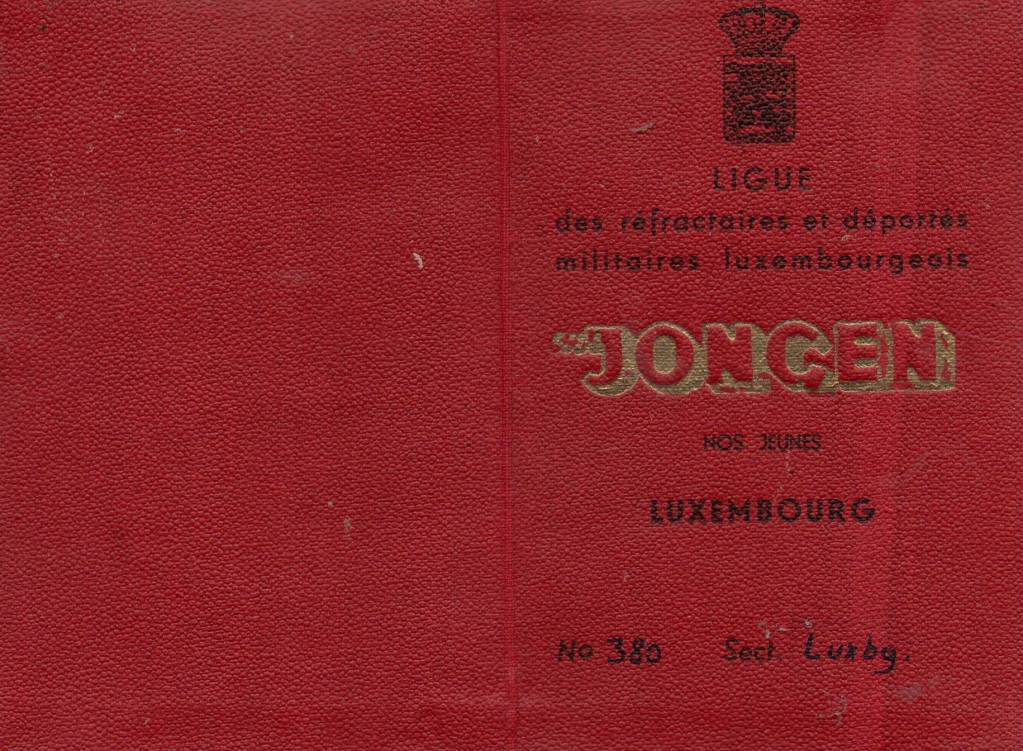 LIGUE
des réfractaires et déportés
militaires luxembourgeois
JONGEN
NOS JEUNES
LUXEMBOURG
No 380 Sect. Luxbg.